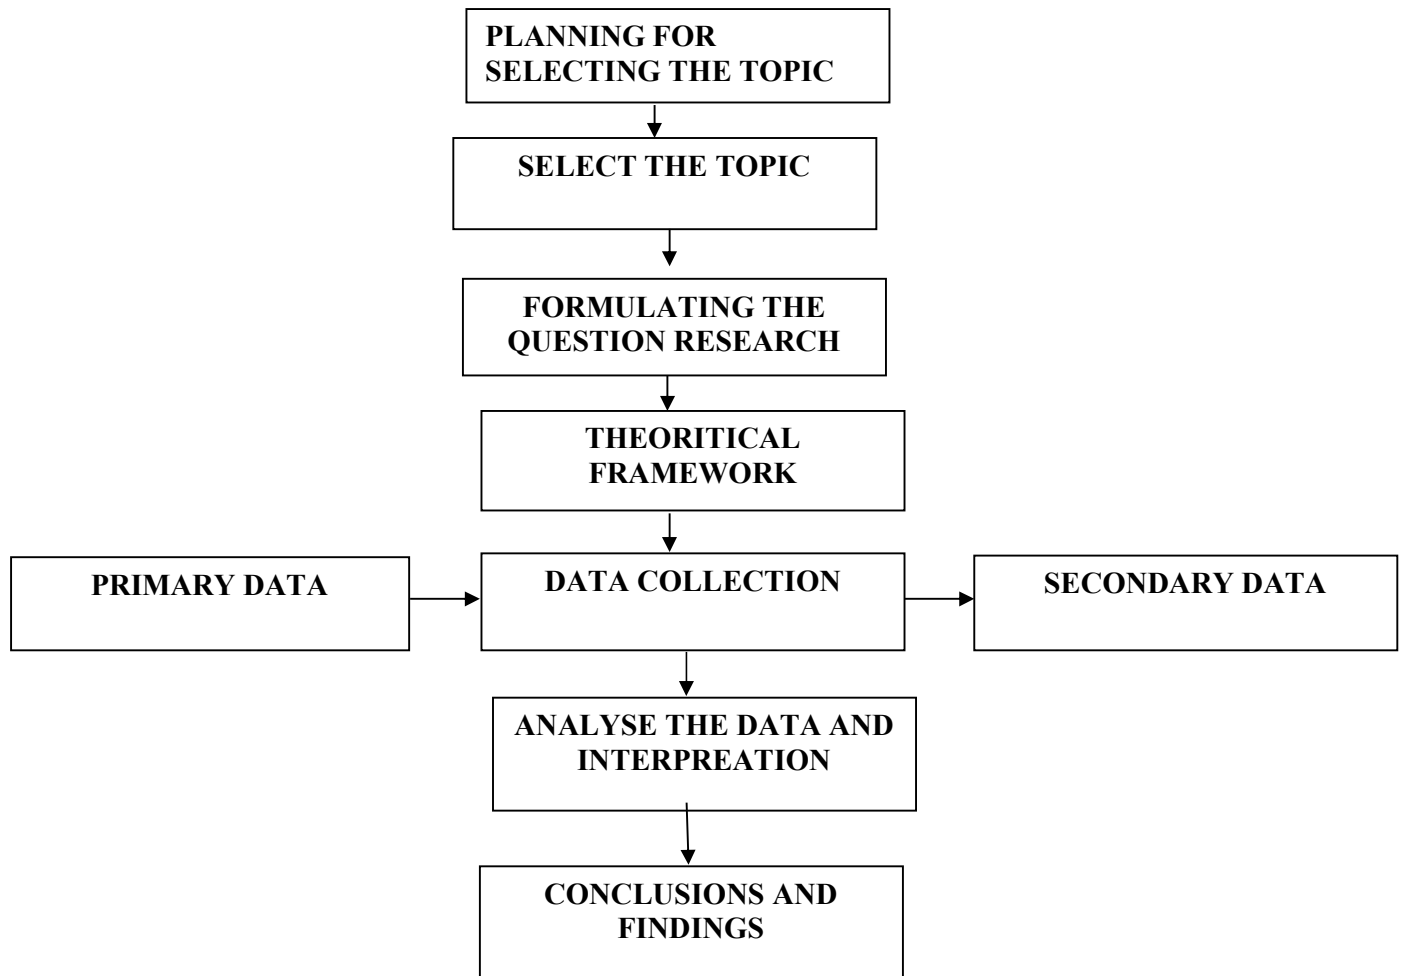 PLANNING FOR
SELECTING THE TOPIC
SELECT THE TOPIC
FORMULATING THE
QUESTION RESEARCH
THEORITICAL
FRAMEWORK
PRIMARY DATA
DATA COLLECTION
SECONDARY DATA
ANALYSE THE DATA AND
INTERPREATION
CONCLUSIONS AND
FINDINGS